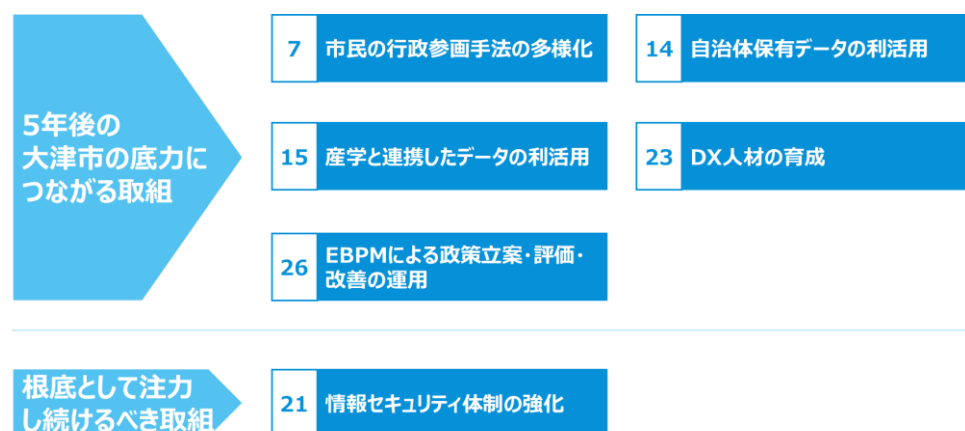 5年後の
大津市の底力に
つながる取組
7 市民の行政参画手法の多様化
14 自治体保有データの利活用
15 産学と連携したデータの利活用
23 DX人材の育成
26 EBPMによる政策立案・評価・
改善の運用
根底として注力
し続けるべき取組
21 情報セキュリティ体制の強化